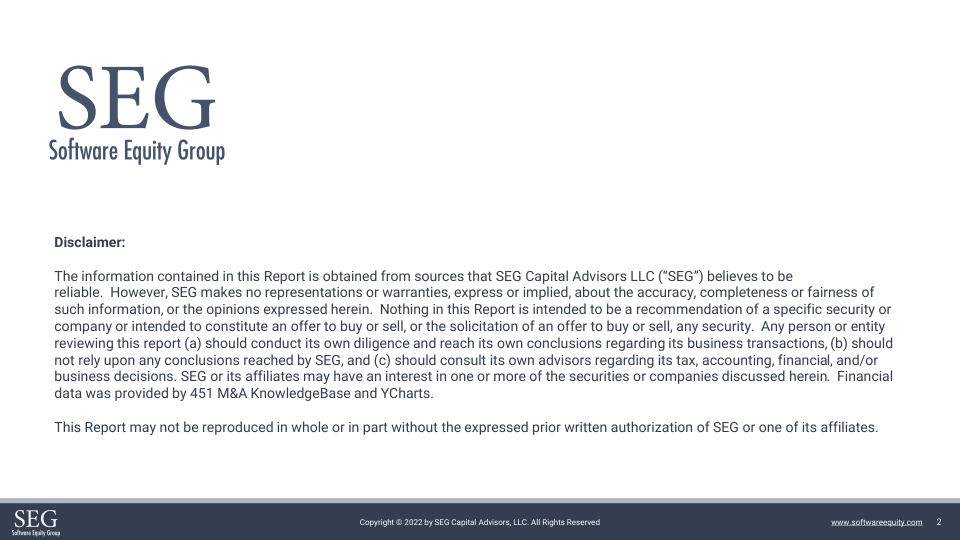 SEG
Software Equity Group
Disclaimer:
The information contained in this Report is obtained from sources that SEG Capital Advisors LLC (“SEG”) believes to be
reliable.  However, SEG makes no representations or warranties, express or implied, about the accuracy, completeness or fairness of
such information, or the opinions expressed herein.  Nothing in this Report is intended to be a recommendation of a specific security or
company or intended to constitute an offer to buy or sell, or the solicitation of an offer to buy or sell, any security.  Any person or entity
reviewing this report (a) should conduct its own diligence and reach its own conclusions regarding its business transactions, (b) should
not rely upon any conclusions reached by SEG, and (c) should consult its own advisors regarding its tax, accounting, financial, and/or
business decisions. SEG or its affiliates may have an interest in one or more of the securities or companies discussed herein.  Financial
data was provided by 451 M&A KnowledgeBase and YCharts.
This Report may not be reproduced in whole or in part without the expressed prior written authorization of SEG or one of its affiliates.
SEG
Software Equity Group
Copyright © 2022 by SEG Capital Advisors, LLC. All Rights Reserved
www.softwareequity.com
2